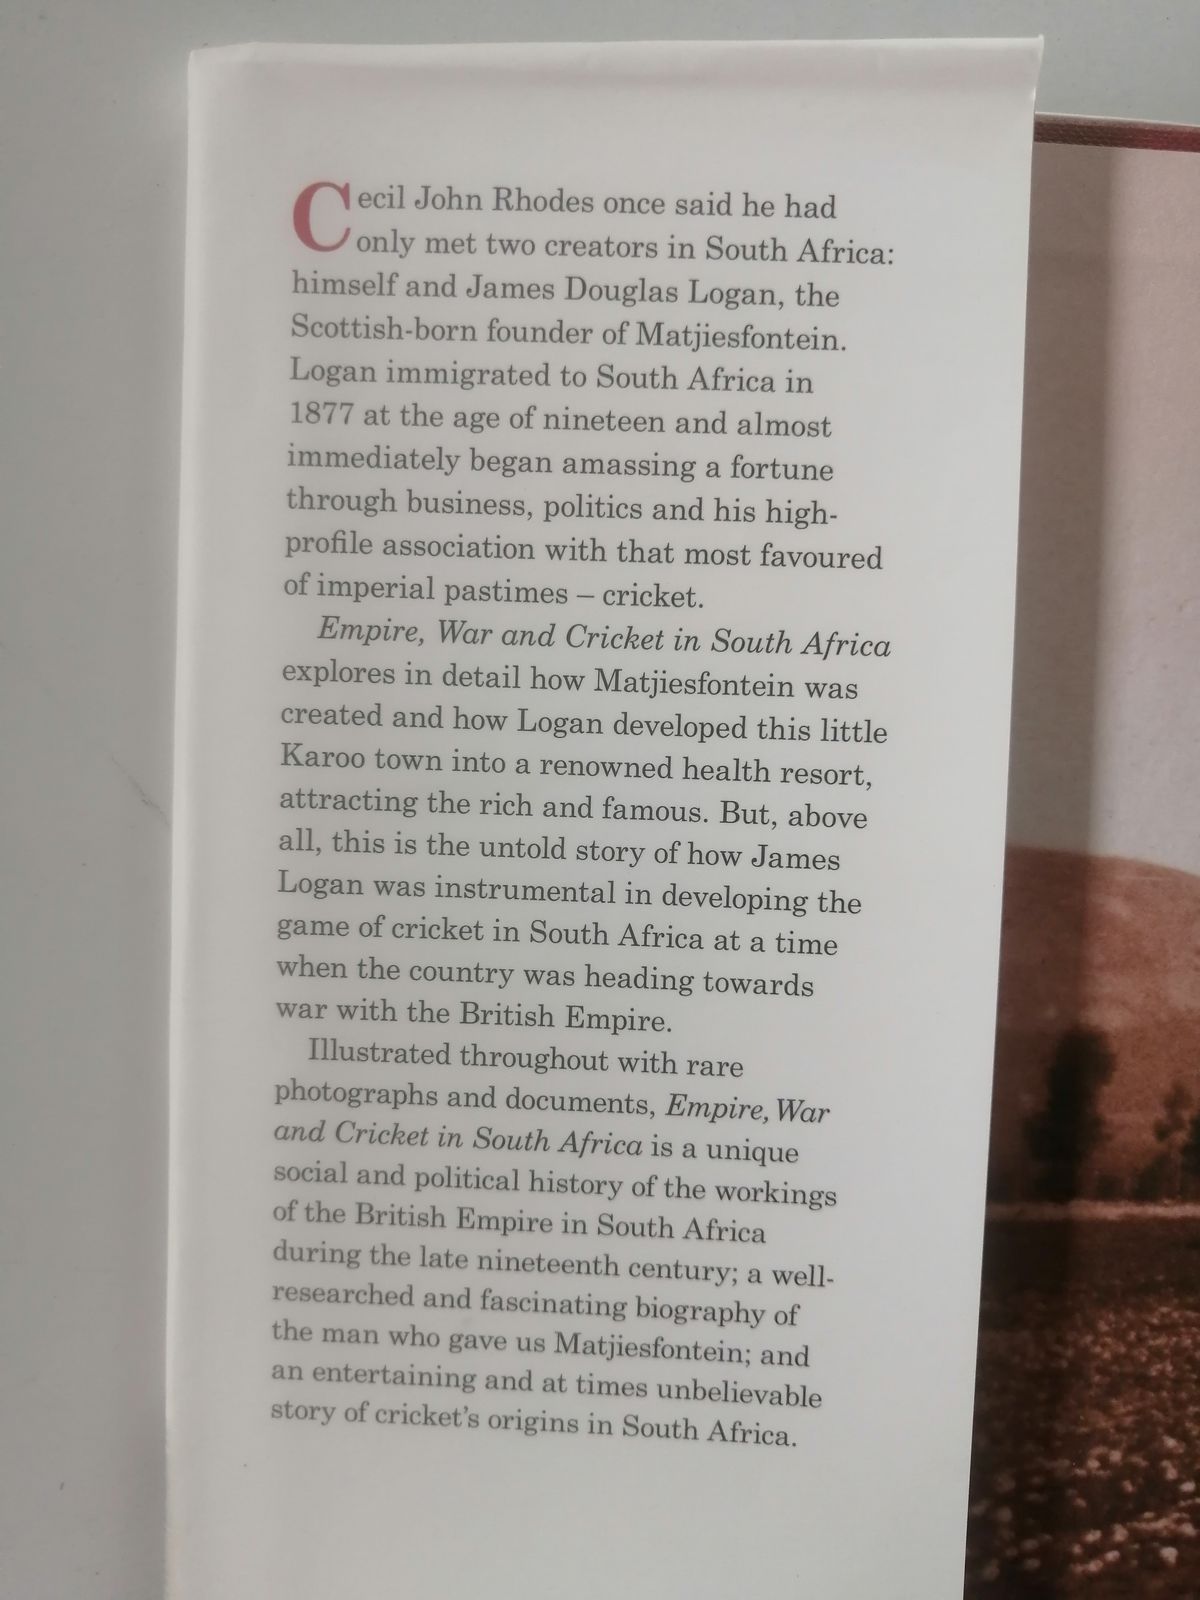 Cecil John Rhodes once said he had
only met two creators in South Africa:
himself and James Douglas Logan, the
Scottish-born founder of Matjiesfontein.
Logan immigrated to South Africa in
1877 at the age of nineteen and almost
immediately began amassing a fortune
through business, politics and his high-
profile association with that most favoured
of imperial pastimes – cricket.
Empire, War and Cricket in South Africa
explores in detail how Matjiesfontein was
created and how Logan developed this little
Karoo town into a renowned health resort,
attracting the rich and famous. But, above
all, this is the untold story of how James
Logan was instrumental in developing the
game of cricket in South Africa at a time
when the country was heading towards
war with the British Empire.
Illustrated throughout with rare
photographs and documents, Empire, War
and Cricket in South Africa is a unique
social and political history of the workings
of the British Empire in South Africa
during the late nineteenth century; a well-
researched and fascinating biography of
the man who gave us Matjiesfontein; and
an entertaining and at times unbelievable
story of cricket's origins in South Africa.